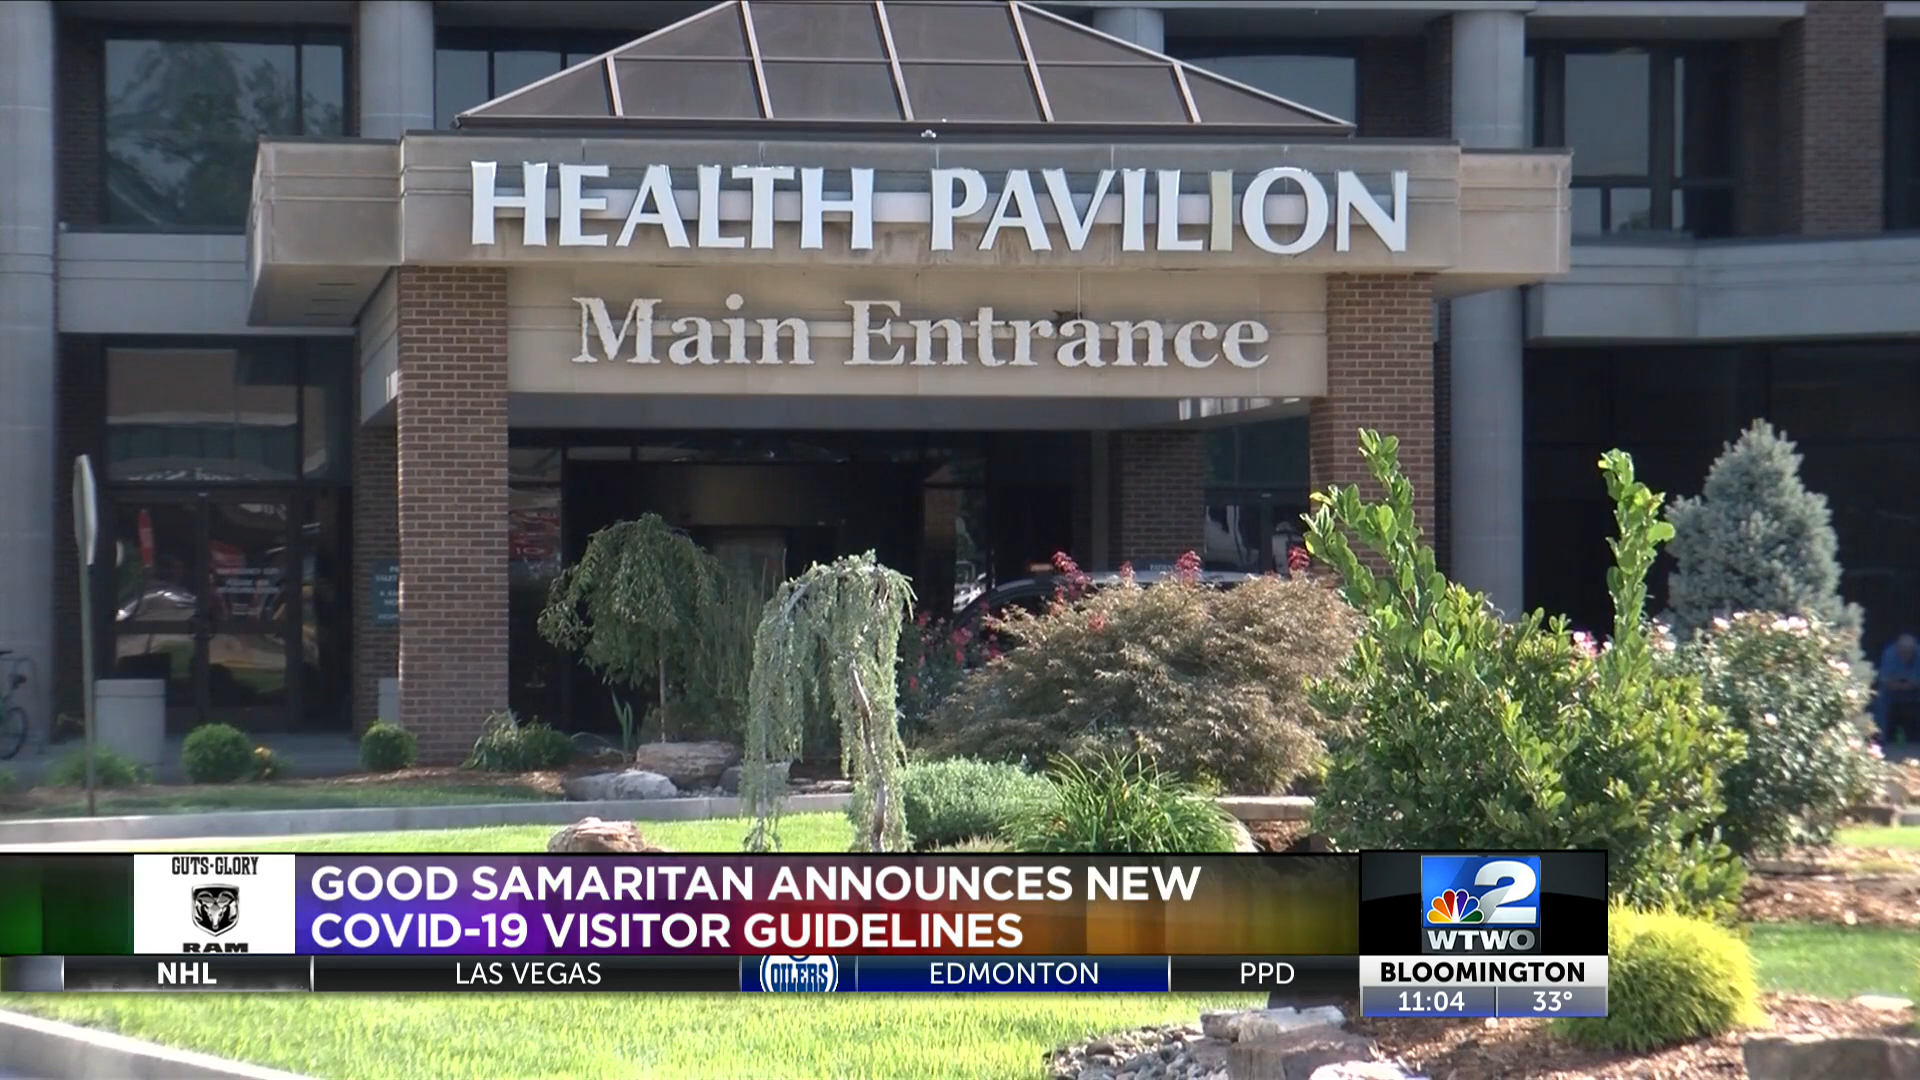 HEALTH PAVILION
Main Entrance
GUTS-GLORY
RAM
GOOD SAMARITAN ANNOUNCES NEW
COVID-19 VISITOR GUIDELINES
2
WTWO
NHL
LAS VEGAS
OILERS
EDMONTON
PPD
BLOOMINGTON
11:04
33°